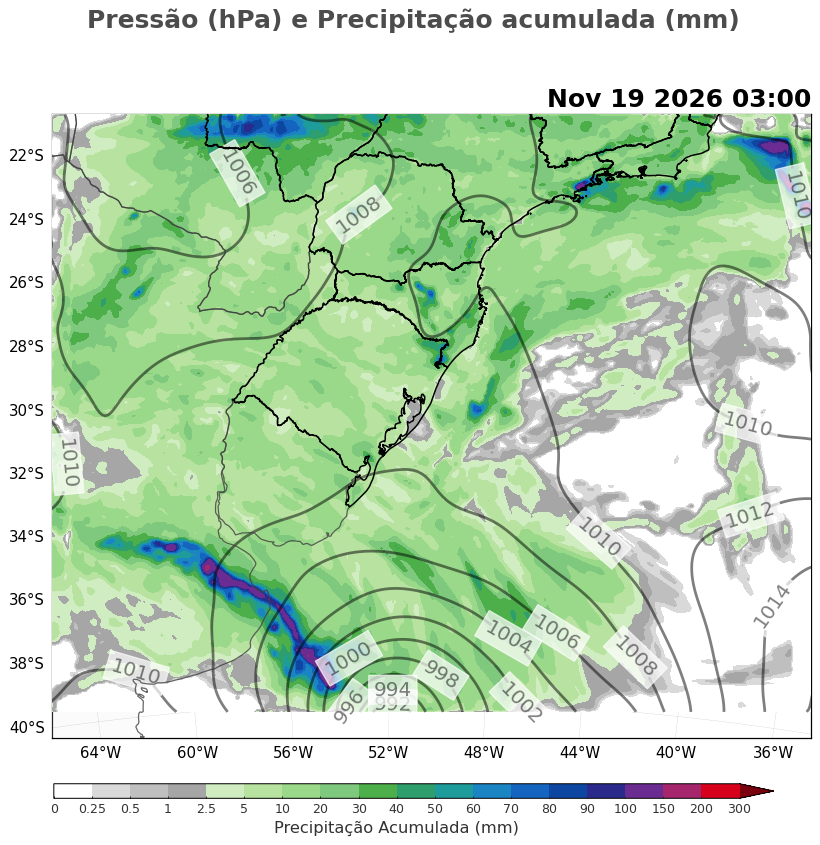 Pressão (hPa) e Precipitação acumulada (mm)
Nov 19 2026 03:00
22°S
24°S
26°S
28°S
30°S
32°S
34°S
36°S
38°S
40°S
1006
1008
1010
1010
1010
1010
1012
1014
1010
1000
998
996
994
992
1004
1006
1008
1002
64°W 60°W 56°W 52°W 48°W 44°W 40°W 36°W
0 0.25 0.5 1 2.5 5 10 20 30 40 50 60 70 80 90 100 150 200 300
Precipitação Acumulada (mm)